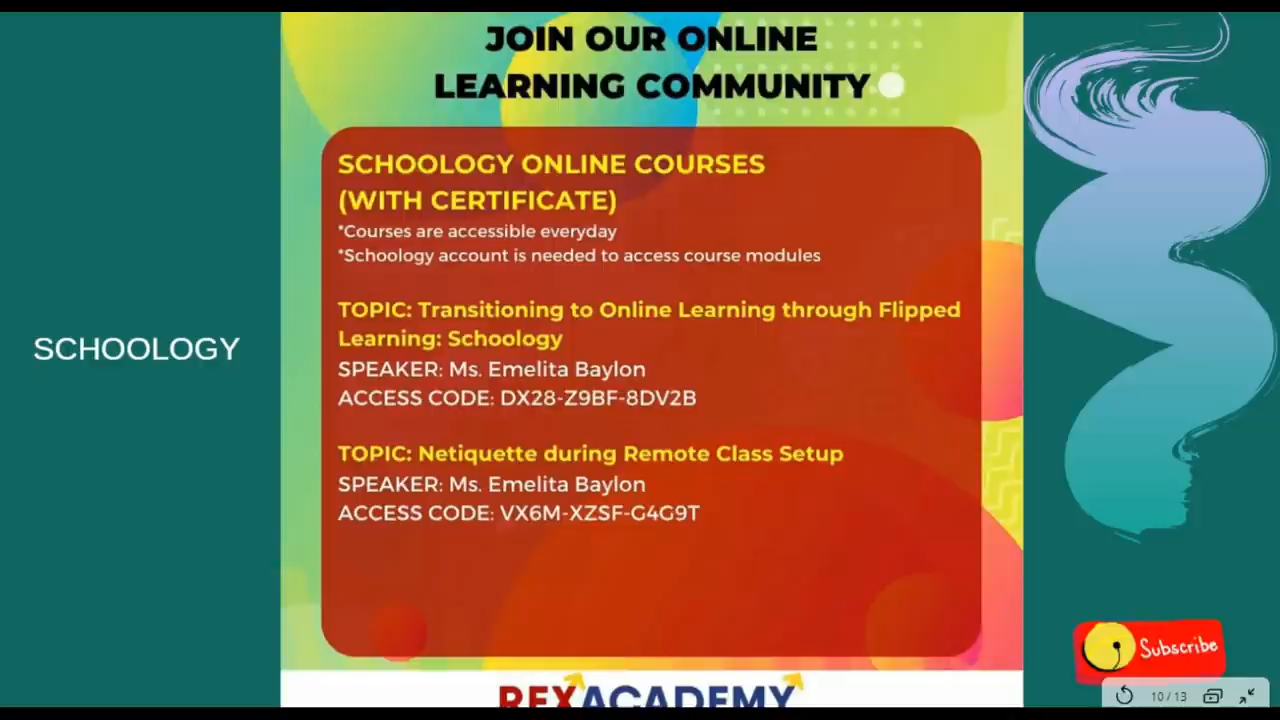 JOIN OUR ONLINE
LEARNING COMMUNITY
SCHOOLOGY ONLINE COURSES
(WITH CERTIFICATE)
*Courses are accessible everyday
*Schoology account is needed to access course modules
TOPIC: Transitioning to Online Learning through Flipped
Learning: Schoology
SPEAKER: Ms. Emelita Baylon
ACCESS CODE: DX28-Z9BF-8DV2B
TOPIC: Netiquette during Remote Class Setup
SPEAKER: Ms. Emelita Baylon
ACCESS CODE: VX6M-XZSF-G4G9T
SCHOOLOGY
REXACADEMY
Subscribe
10 / 13